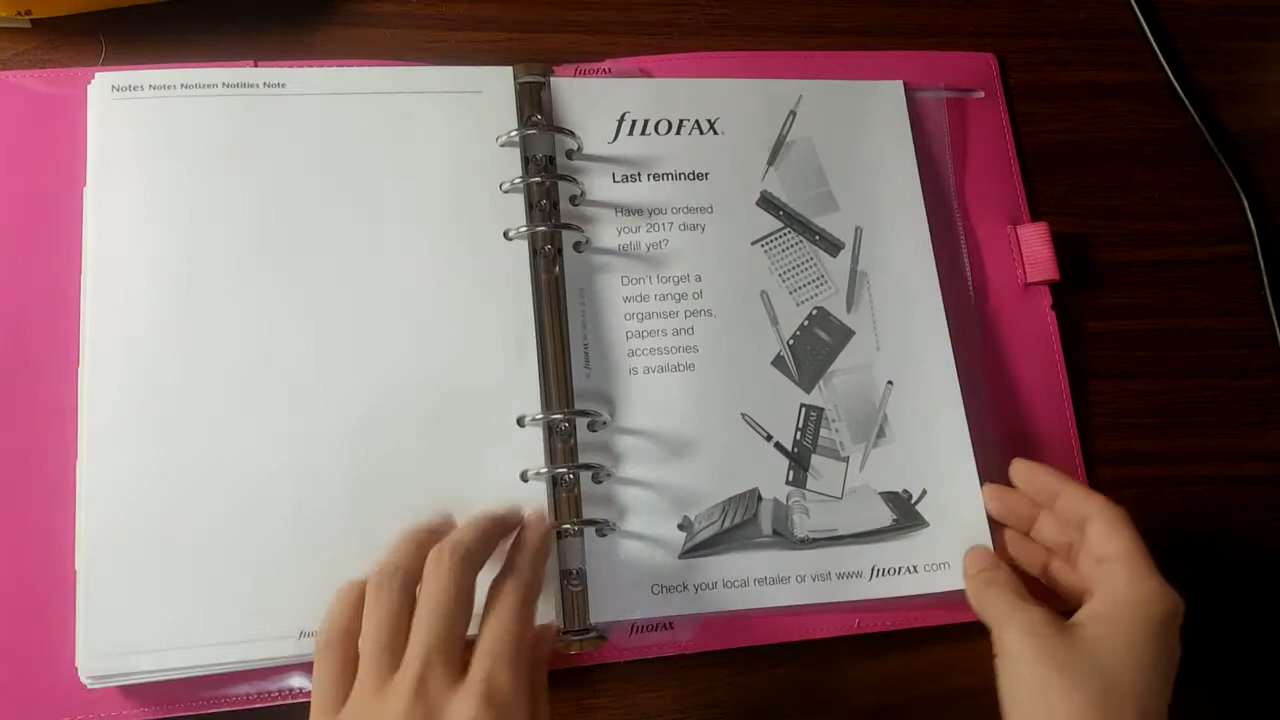 Notes Notes Notizen Notities Note
fILOFAX
fILOFAX
Last reminder
Have you ordered
your 2017 diary
refill yet?
Don't forget a
wide range of
organiser pens,
papers and
accessories
is available
fILOFAX
Check your local retailer or visit www.fILOFAX.com
fILOFAX